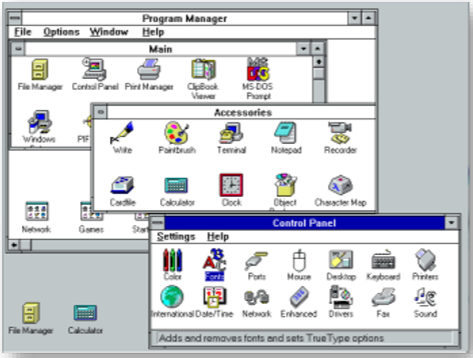 Program Manager
File Options Window Help
Main
File Manager Control Panel Print Manager ClipBook Viewer MS-DOS Prompt
Windows
PIF
Accessories
Write Paintbrush Terminal Notepad Recorder
Cardfile Calculator Clock Object Character Map
Network Games Start
Control Panel
Settings Help
Color Fonts Ports Mouse Desktop Keyboard Printers
International Date/Time Network Enhanced Drivers Fax Sound
Adds and removes fonts and sets TrueType options
File Manager Calculator